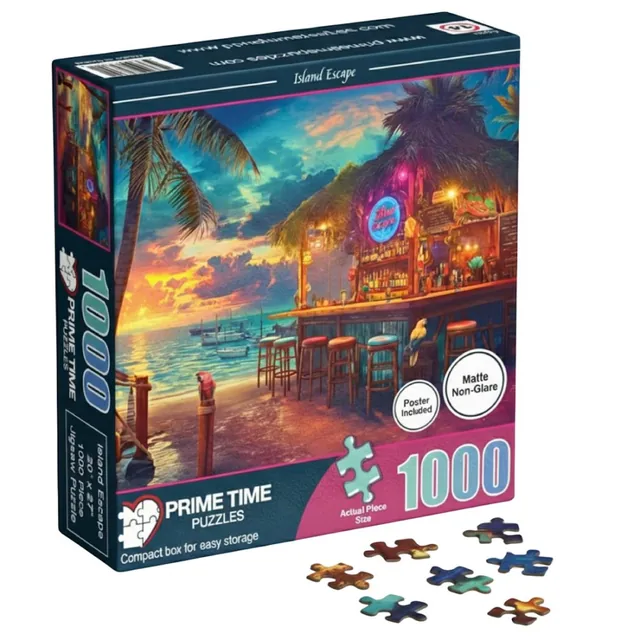 www.primetimepuzzles.com
Island Escape
1000
PRIME TIME
PUZZLES
Island Escape
20" x 27"
1000 Piece
Jigsaw Puzzle
Poster
Included
Matte
Non-Glare
PRIME TIME
PUZZLES
Compact box for easy storage
Actual Piece
Size
1000